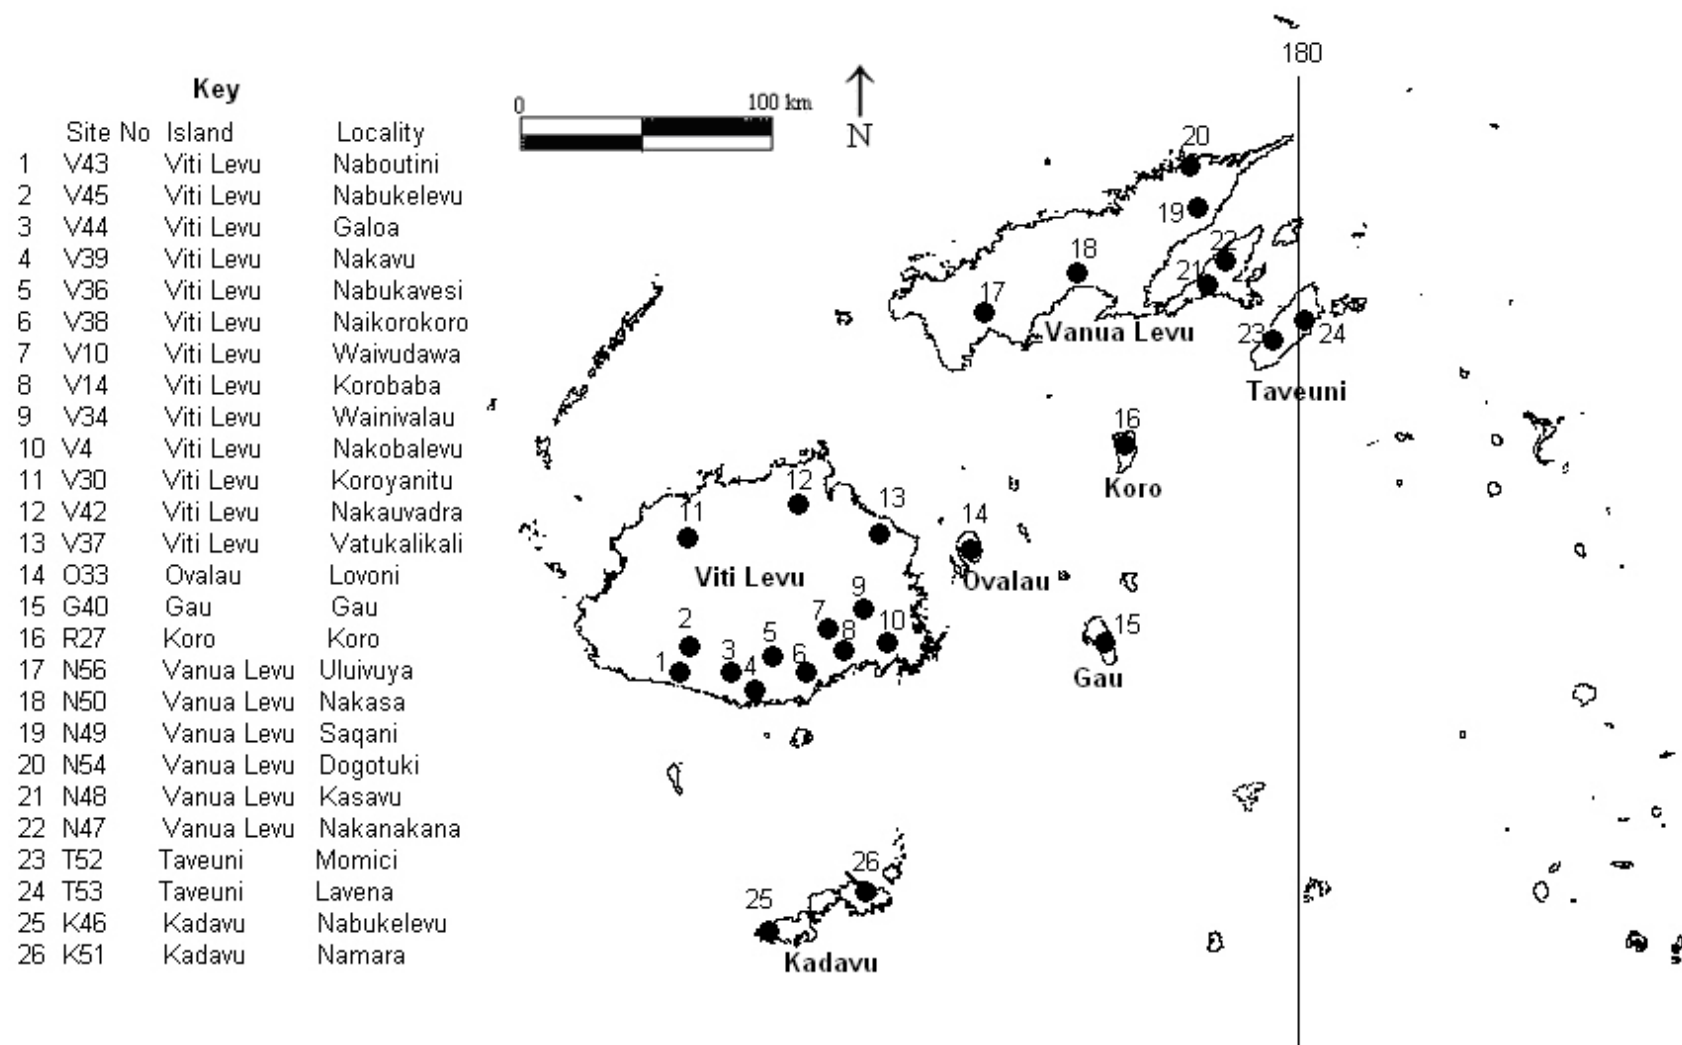 Key
Site No Island Locality
1 V43 Viti Levu Naboutini
2 V45 Viti Levu Nabukelevu
3 V44 Viti Levu Galoa
4 V39 Viti Levu Nakavu
5 V36 Viti Levu Nabukavesi
6 V38 Viti Levu Naikorokoro
7 V10 Viti Levu Waivudawa
8 V14 Viti Levu Korobaba
9 V34 Viti Levu Wainivalau
10 V4 Viti Levu Nakobalevu
11 V30 Viti Levu Koroyanitu
12 V42 Viti Levu Nakauvadra
13 V37 Viti Levu Vatukalikali
14 O33 Ovalau Lovoni
15 G40 Gau Gau
16 R27 Koro Koro
17 N56 Vanua Levu Uluivuya
18 N50 Vanua Levu Nakasa
19 N49 Vanua Levu Saqani
20 N54 Vanua Levu Dogotuki
21 N48 Vanua Levu Kasavu
22 N47 Vanua Levu Nakanakana
23 T52 Taveuni Momici
24 T53 Taveuni Lavena
25 K46 Kadavu Nabukelevu
26 K51 Kadavu Namara
0 100 km
N
180
20
19
22
18
21
17
Vanua Levu
23 24
Taveuni
16
Koro
12
13
11
14
Viti Levu
Ovalau
9
7
2
5 8 10
15
1 3 4 6
Gau
26
25
Kadavu